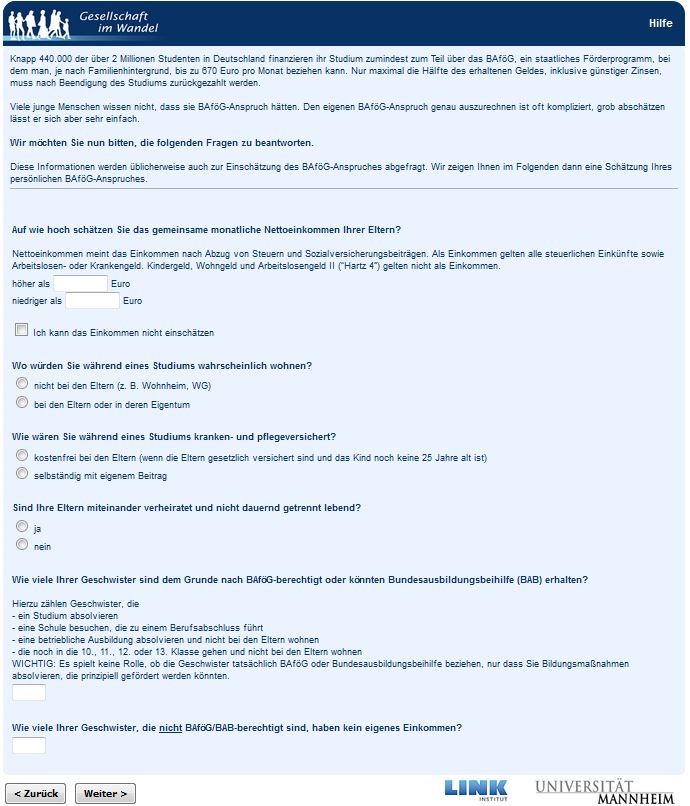 Gesellschaft
im Wandel
Hilfe
Knapp 440.000 der über 2 Millionen Studenten in Deutschland finanzieren ihr Studium zumindest zum Teil über das BAföG, ein staatliches Förderprogramm, bei
dem man, je nach Familienhintergrund, bis zu 670 Euro pro Monat beziehen kann. Nur maximal die Hälfte des erhaltenen Geldes, inklusive günstiger Zinsen,
muss nach Beendigung des Studiums zurückgezahlt werden.
Viele junge Menschen wissen nicht, dass sie BAföG-Anspruch hätten. Den eigenen BAföG-Anspruch genau auszurechnen ist oft kompliziert, grob abschätzen
lässt er sich aber sehr einfach.
Wir möchten Sie nun bitten, die folgenden Fragen zu beantworten.
Diese Informationen werden üblicherweise auch zur Einschätzung des BAföG-Anspruches abgefragt. Wir zeigen Ihnen im Folgenden dann eine Schätzung Ihres
persönlichen BAföG-Anspruches.
Auf wie hoch schätzen Sie das gemeinsame monatliche Nettoeinkommen Ihrer Eltern?
Nettoeinkommen meint das Einkommen nach Abzug von Steuern und Sozialversicherungsbeiträgen. Als Einkommen gelten alle steuerlichen Einkünfte sowie
Arbeitslosen- oder Krankengeld. Kindergeld, Wohngeld und Arbeitslosengeld II ("Hartz 4") gelten nicht als Einkommen.
höher als Euro
niedriger als Euro
Ich kann das Einkommen nicht einschätzen
Wo würden Sie während eines Studiums wahrscheinlich wohnen?
nicht bei den Eltern (z. B. Wohnheim, WG)
bei den Eltern oder in deren Eigentum
Wie wären Sie während eines Studiums kranken- und pflegeversichert?
kostenfrei bei den Eltern (wenn die Eltern gesetzlich versichert sind und das Kind noch keine 25 Jahre alt ist)
selbständig mit eigenem Beitrag
Sind Ihre Eltern miteinander verheiratet und nicht dauernd getrennt lebend?
ja
nein
Wie viele Ihrer Geschwister sind dem Grunde nach BAföG-berechtigt oder könnten Bundesausbildungsbeihilfe (BAB) erhalten?
Hierzu zählen Geschwister, die
- ein Studium absolvieren
- eine Schule besuchen, die zu einem Berufsabschluss führt
- eine betriebliche Ausbildung absolvieren und nicht bei den Eltern wohnen
- die noch in die 10., 11., 12. oder 13. Klasse gehen und nicht bei den Eltern wohnen
WICHTIG: Es spielt keine Rolle, ob die Geschwister tatsächlich BAföG oder Bundesausbildungsbeihilfe beziehen, nur dass Sie Bildungsmaßnahmen
absolvieren, die prinzipiell gefördert werden könnten.
Wie viele Ihrer Geschwister, die nicht BAföG/BAB-berechtigt sind, haben kein eigenes Einkommen?
< Zurück
Weiter >
LINK
INSTITUT
UNIVERSITÄT
MANNHEIM